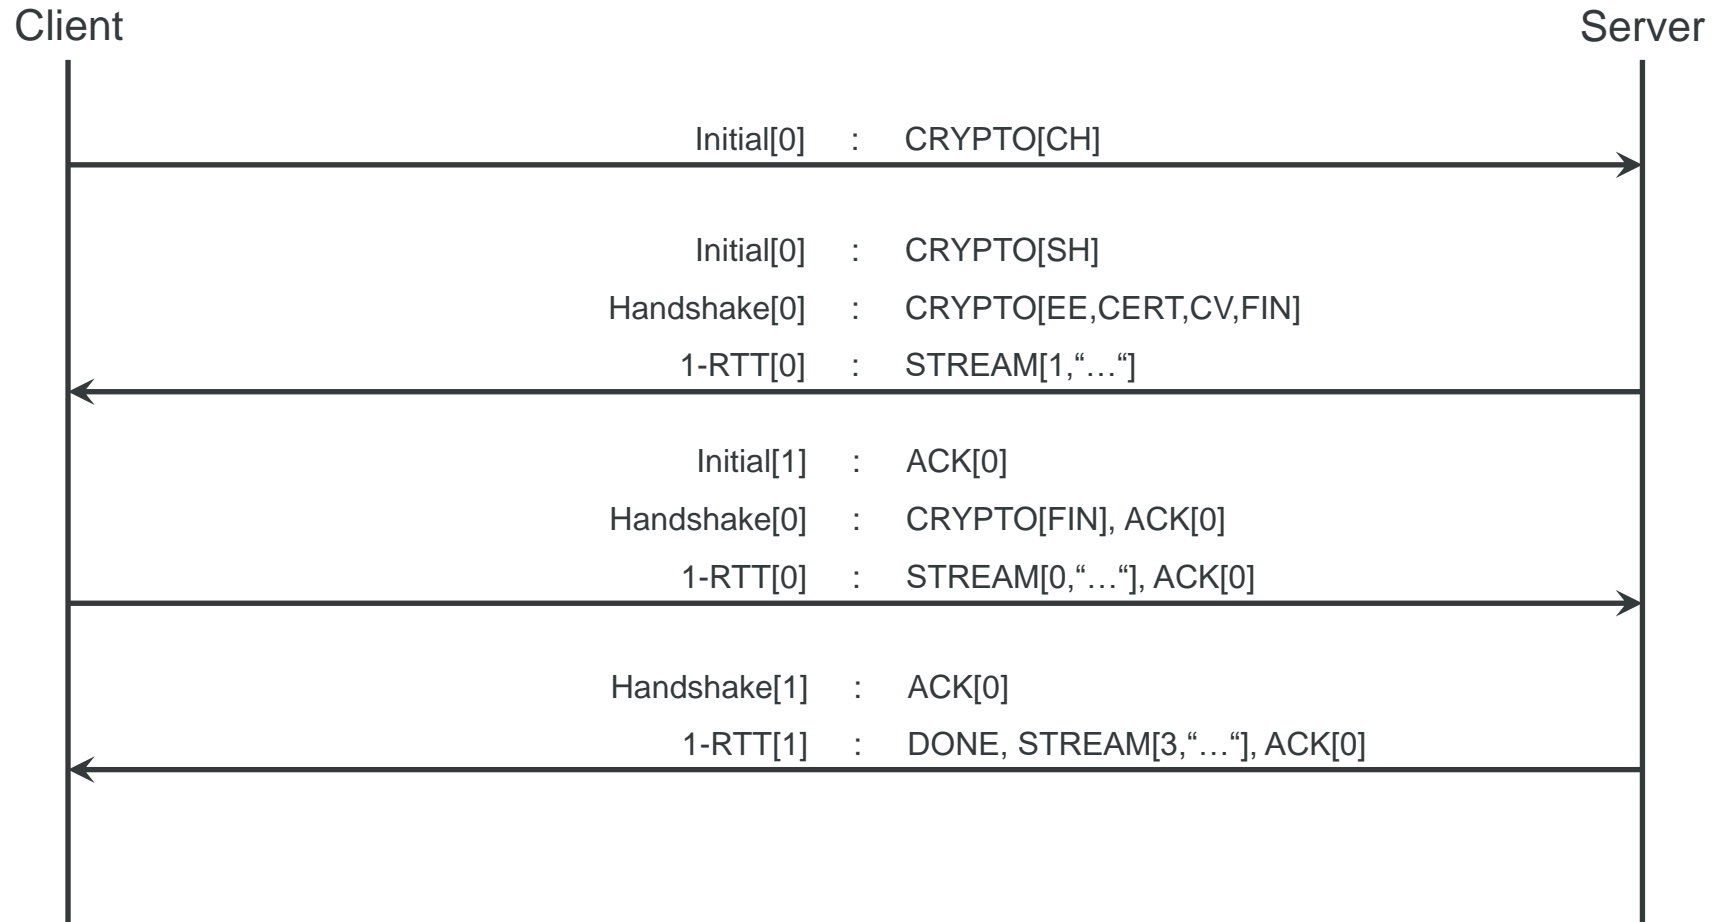 Client Server
Initial[0] : CRYPTO[CH]
Initial[0] : CRYPTO[SH]
Handshake[0] : CRYPTO[EE,CERT,CV,FIN]
1-RTT[0] : STREAM[1,“…“]
Initial[1] : ACK[0]
Handshake[0] : CRYPTO[FIN], ACK[0]
1-RTT[0] : STREAM[0,“…“], ACK[0]
Handshake[1] : ACK[0]
1-RTT[1] : DONE, STREAM[3,“…“], ACK[0]